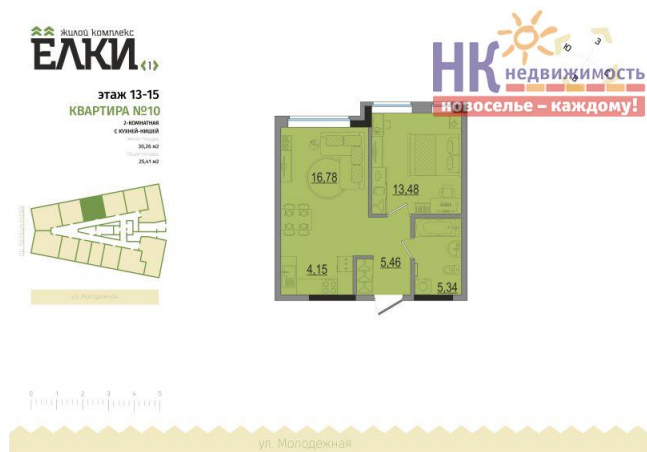 жилой комплекс
ЕЛКИ <1>
этаж 13-15
КВАРТИРА №10
2-КОМНАТНАЯ
С КУХНЕЙ-НИШЕЙ
30,26 м2
25,41 м2
ул. Молодежная
НК недвижимость
новоселье – каждому!
Ю
З
16.78
13.48
4.15
5.46
5.34
0 1 2 3 4 5
ул. Молодежная